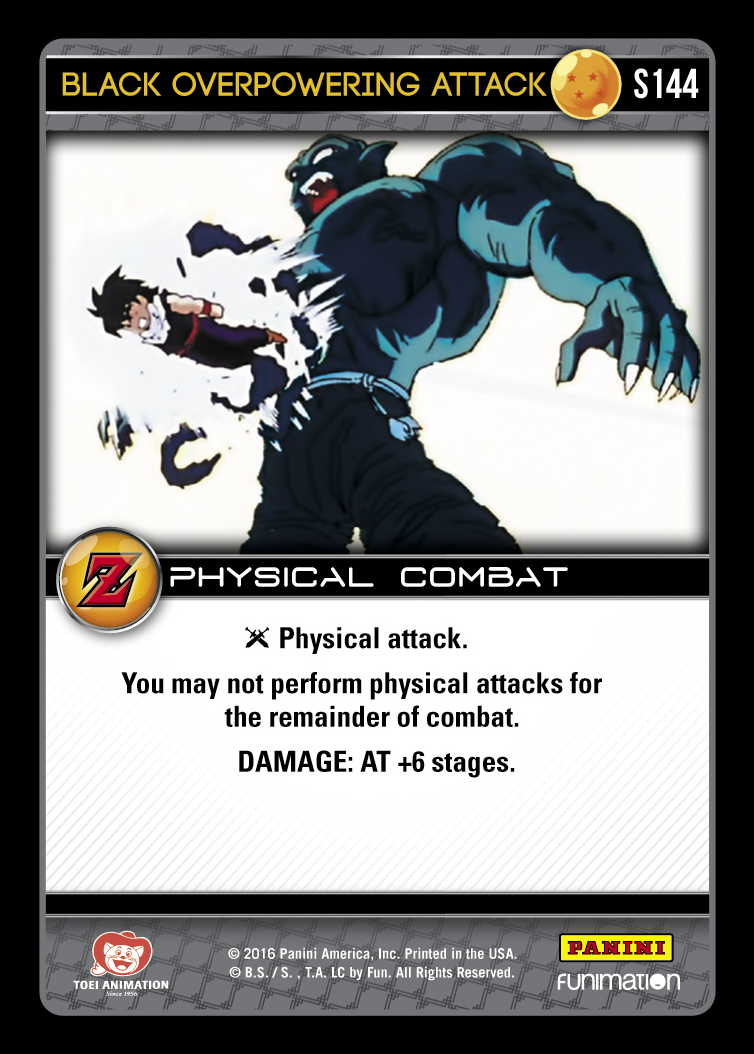 BLACK OVERPOWERING ATTACK S144
Z PHYSICAL COMBAT
Physical attack.
You may not perform physical attacks for
the remainder of combat.
DAMAGE: AT +6 stages.
TOEI ANIMATION
Since 1956
© 2016 Panini America, Inc. Printed in the USA.
© B.S. / S. , T.A. LC by Fun. All Rights Reserved.
PANINI
FUNIMATION